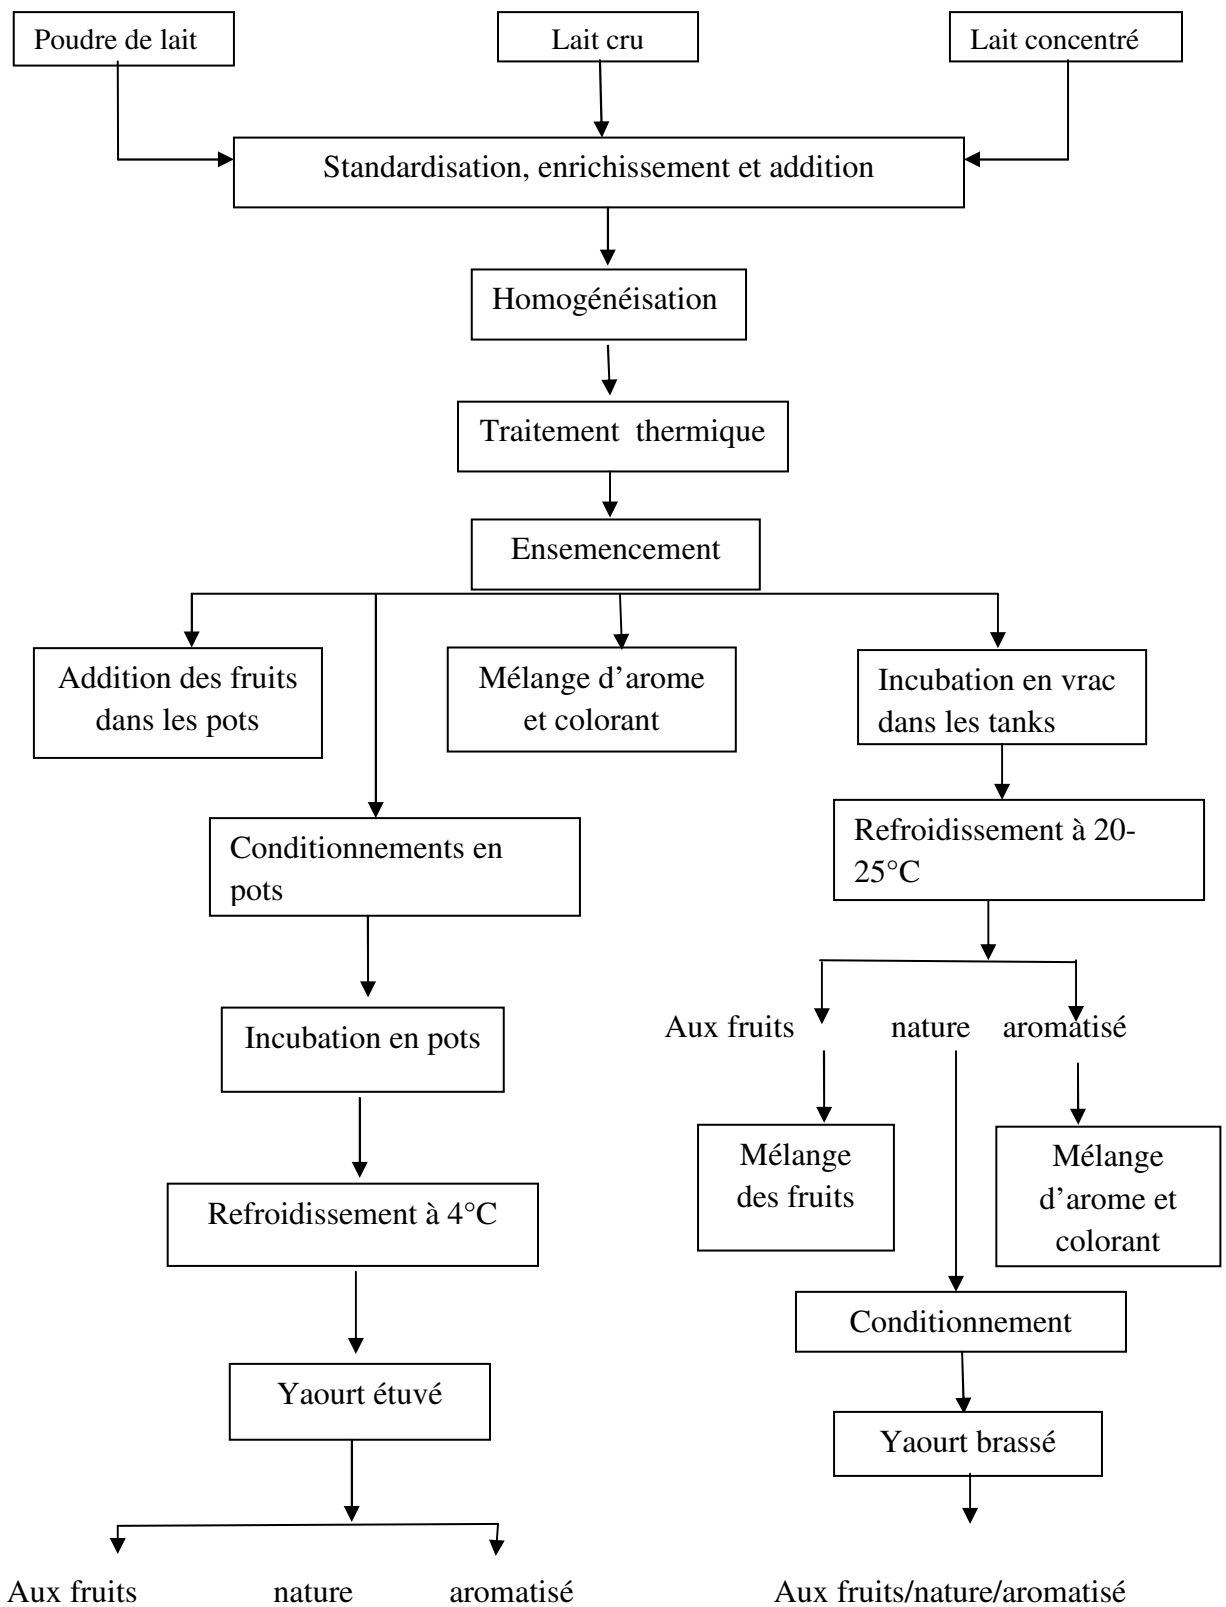 Poudre de lait
Lait cru
Lait concentré
Standardisation, enrichissement et addition
Homogénéisation
Traitement thermique
Ensemencement
Addition des fruits
dans les pots
Mélange d’arome
et colorant
Incubation en vrac
dans les tanks
Conditionnements en
pots
Refroidissement à 20-
25°C
Incubation en pots
Aux fruits nature aromatisé
Mélange
des fruits
Mélange
d’arome et
colorant
Refroidissement à 4°C
Conditionnement
Yaourt étuvé
Yaourt brassé
Aux fruits nature aromatisé
Aux fruits/nature/aromatisé